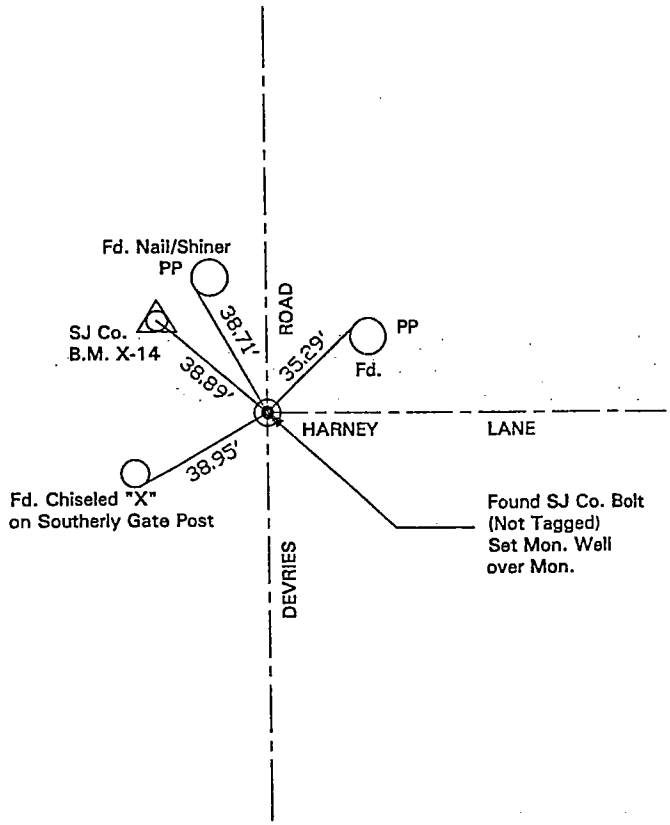 Fd. Nail/Shiner
PP
SJ Co.
B.M. X-14
38.71'
38.89'
ROAD
35.29'
PP
Fd.
HARNEY LANE
38.95'
Fd. Chiseled "X"
on Southerly Gate Post
Found SJ Co. Bolt
(Not Tagged)
Set Mon. Well
over Mon.
DEVRIES